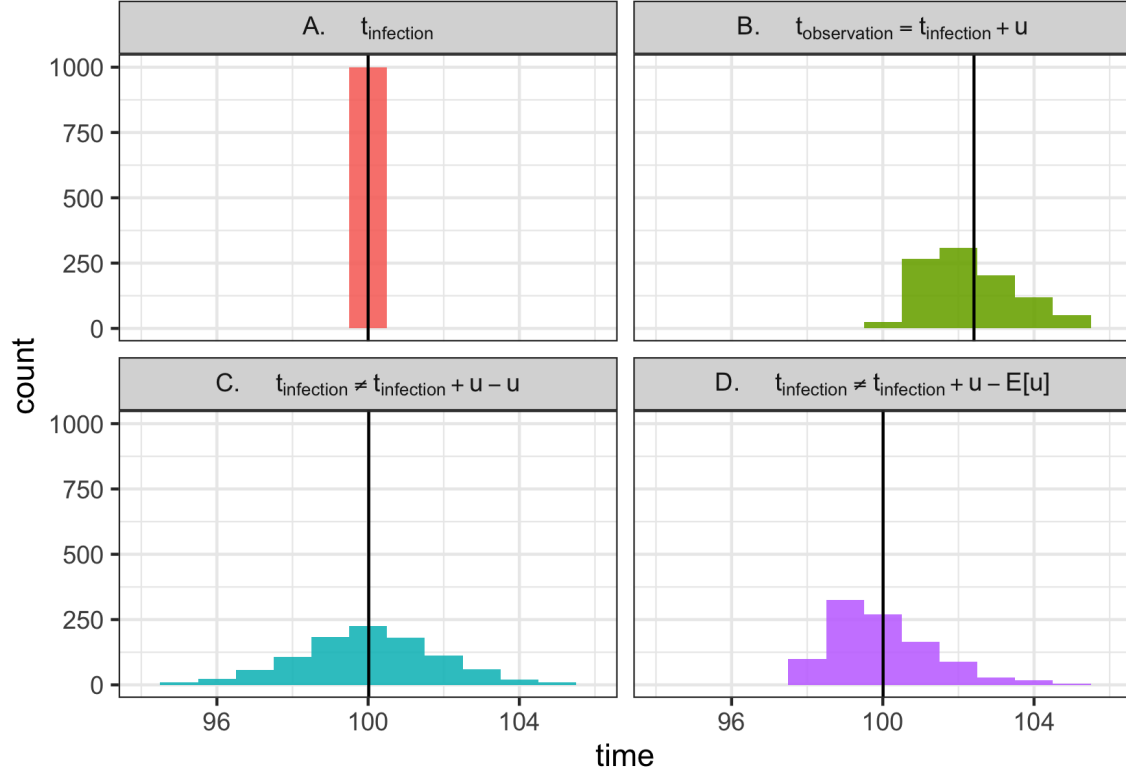 A. t_infection
B. t_observation = t_infection + u
1000
750
500
250
0
C. t_infection ≠ t_infection + u − u
D. t_infection ≠ t_infection + u − E[u]
1000
750
500
250
0
96 100 104
96 100 104
count
time